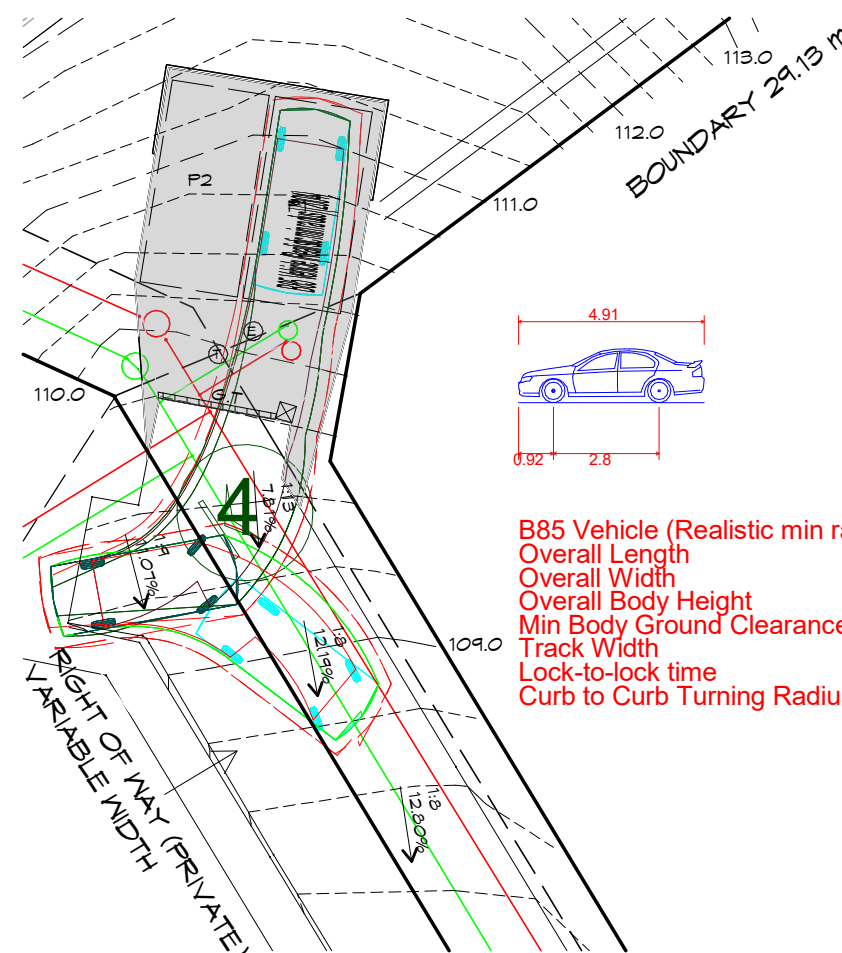 113.0
BOUNDARY 29.13 m
112.0
P2
111.0
4.91
E
T
110.0
G.T
0.92
2.8
1:13
7.81%
4
1:9
1:8
12.19%
109.0
B85 Vehicle (Realistic min ra
Overall Length
Overall Width
Overall Body Height
Min Body Ground Clearance
Track Width
Lock-to-lock time
Curb to Curb Turning Radiu
RIGHT OF WAY (PRIVATE)
VARIABLE WIDTH
1:8
12.80%